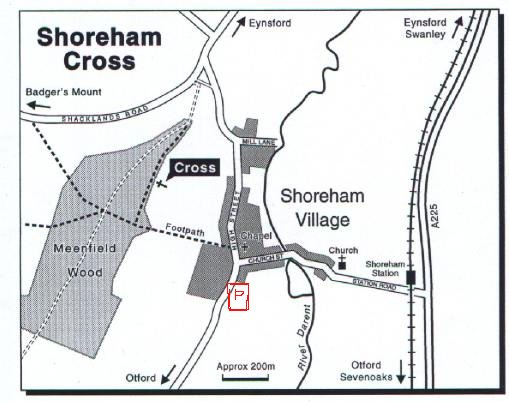 Shoreham
Cross
Eynsford
Eynsford
Swanley
Badger's Mount
SHACKLANDS ROAD
MILL LANE
Cross
Shoreham
Village
HIGH STREET
A225
Footpath
Chapel
Meenfield
Wood
CHURCH ST
Church
Shoreham
Station
STATION ROAD
P
River Darent
Otford
Approx 200m
Otford
Sevenoaks